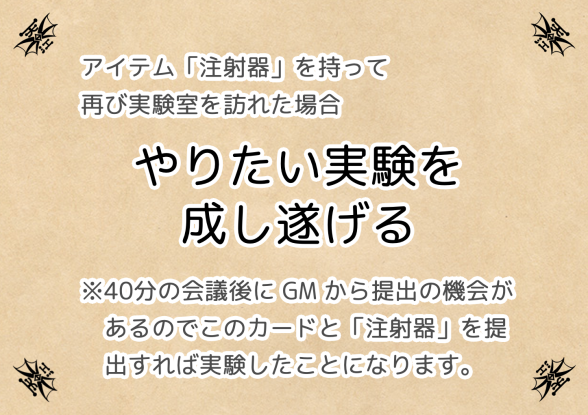 アイテム「注射器」を持って
再び実験室を訪れた場合
やりたい実験を
成し遂げる
※40分の会議後に GM から提出の機会が
あるのでこのカードと「注射器」を提
出すれば実験したことになります。